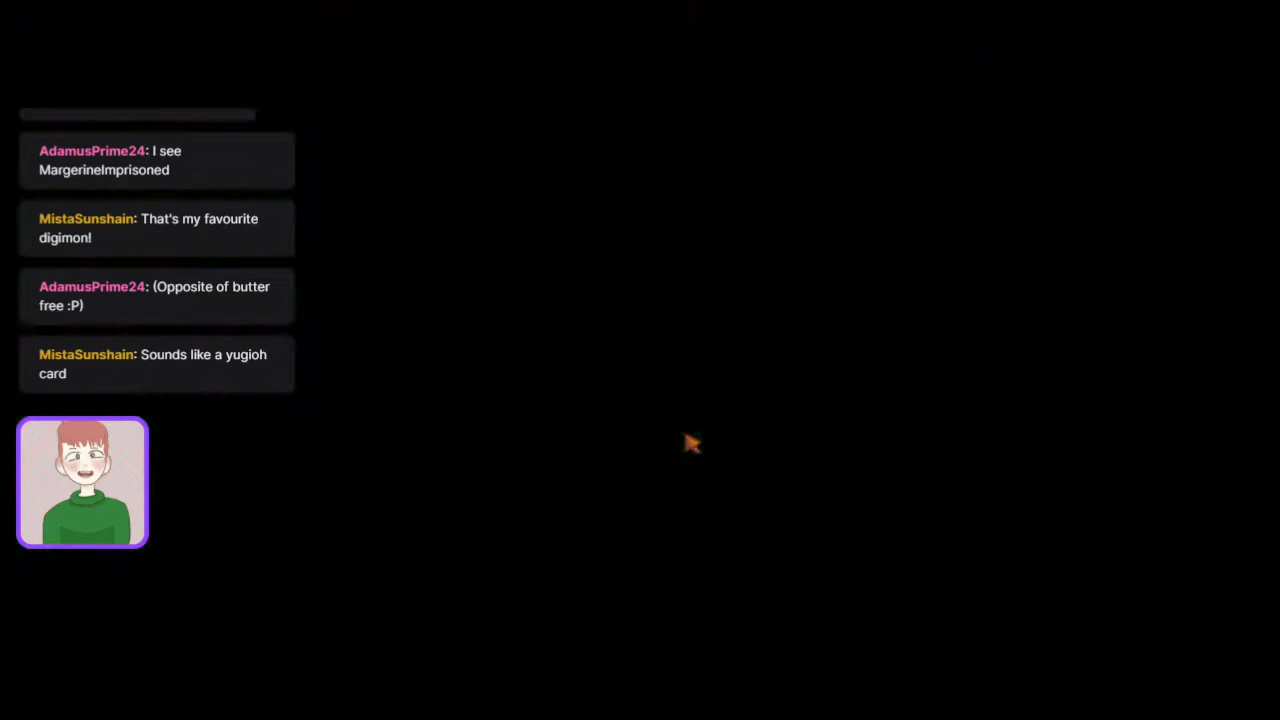 AdamusPrime24: I see
MargerineImprisoned
MistaSunshain: That's my favourite
digimon!
AdamusPrime24: (Opposite of butter
free :P)
MistaSunshain: Sounds like a yugioh
card